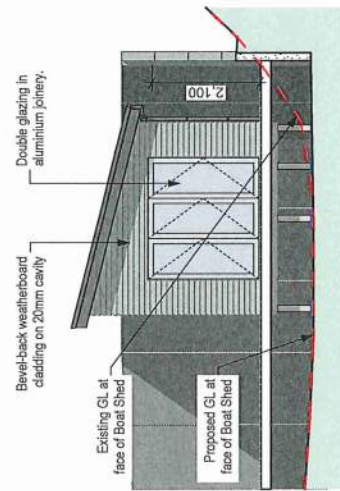 Bevel-back weatherboard
cladding on 20mm cavity
Double glazing in
aluminium joinery.
2,100
Existing GL at
face of Boat Shed
Proposed GL at
face of Boat Shed